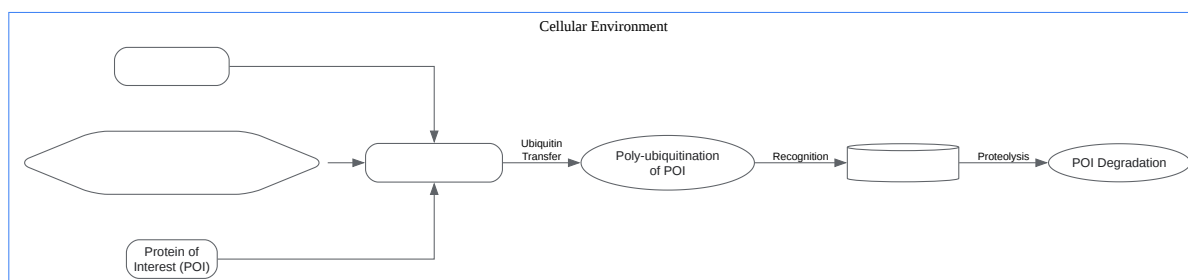 Cellular Environment
Ubiquitin
Transfer
Poly-ubiquitination
of POI
Recognition
Proteolysis
POI Degradation
Protein of
Interest (POI)